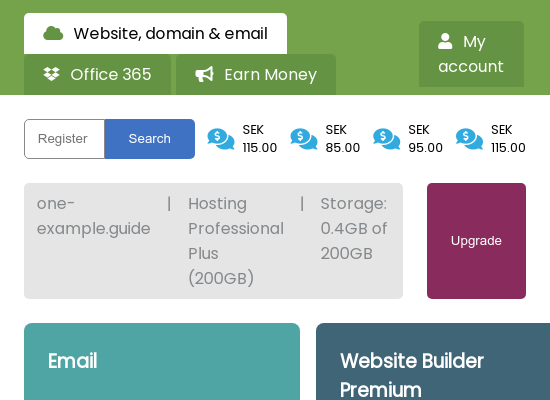 Website, domain & email
My
account
Office 365
Earn Money
Register
Search
SEK
115.00
SEK
85.00
SEK
95.00
SEK
115.00
one-
example.guide
|
Hosting
Professional
Plus
(200GB)
|
Storage:
0.4GB of
200GB
Upgrade
Email
Website Builder
Premium